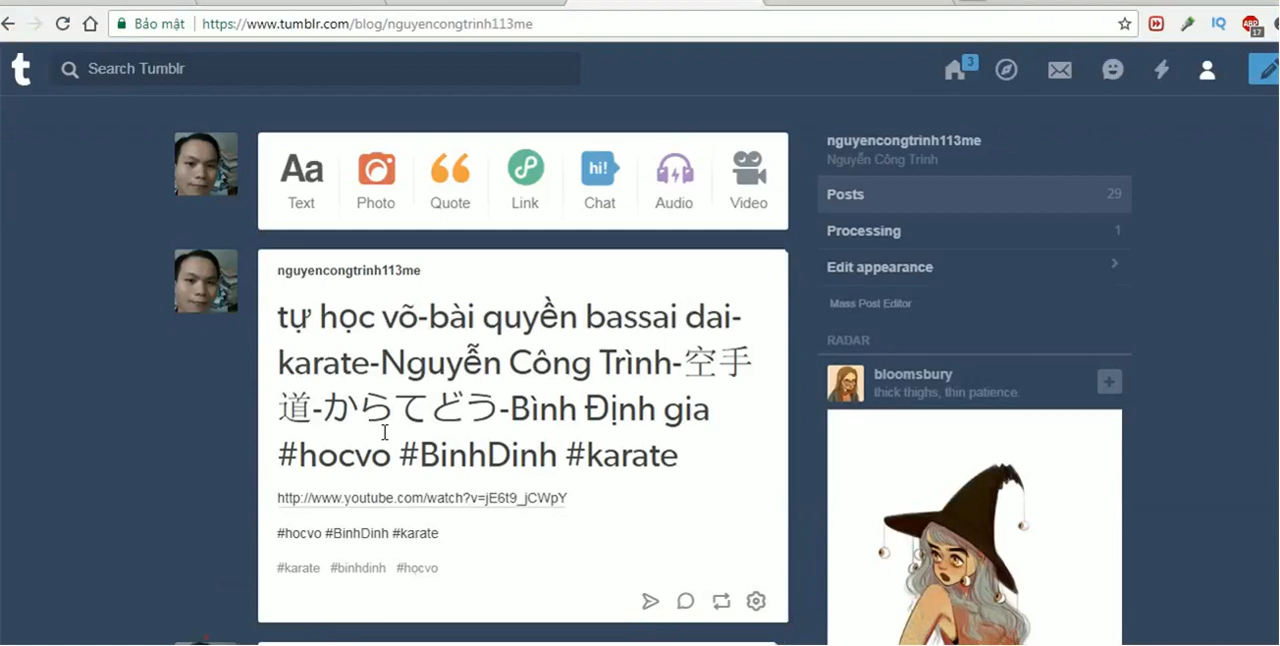 Bảo mật
https://www.tumblr.com/blog/nguyencongtrinh113me
IQ
ABP
17
t
Search Tumblr
3
Aa
hi!
Text
Photo
Quote
Link
Chat
Audio
Video
nguyencongtrinh113me
tự học võ-bài quyền bassai dai-
karate-Nguyễn Công Trình-空手
道-からてどう-Bình Định gia
#hocvo #BinhDinh #karate
http://www.youtube.com/watch?v=jE6t9_jCWpY
#hocvo #BinhDinh #karate
#karate #binhdinh #hocvo
nguyencongtrinh113me
Nguyễn Công Trình
Posts 29
Processing 1
Edit appearance
Mass Post Editor
RADAR
bloomsbury
thick thighs, thin patience.